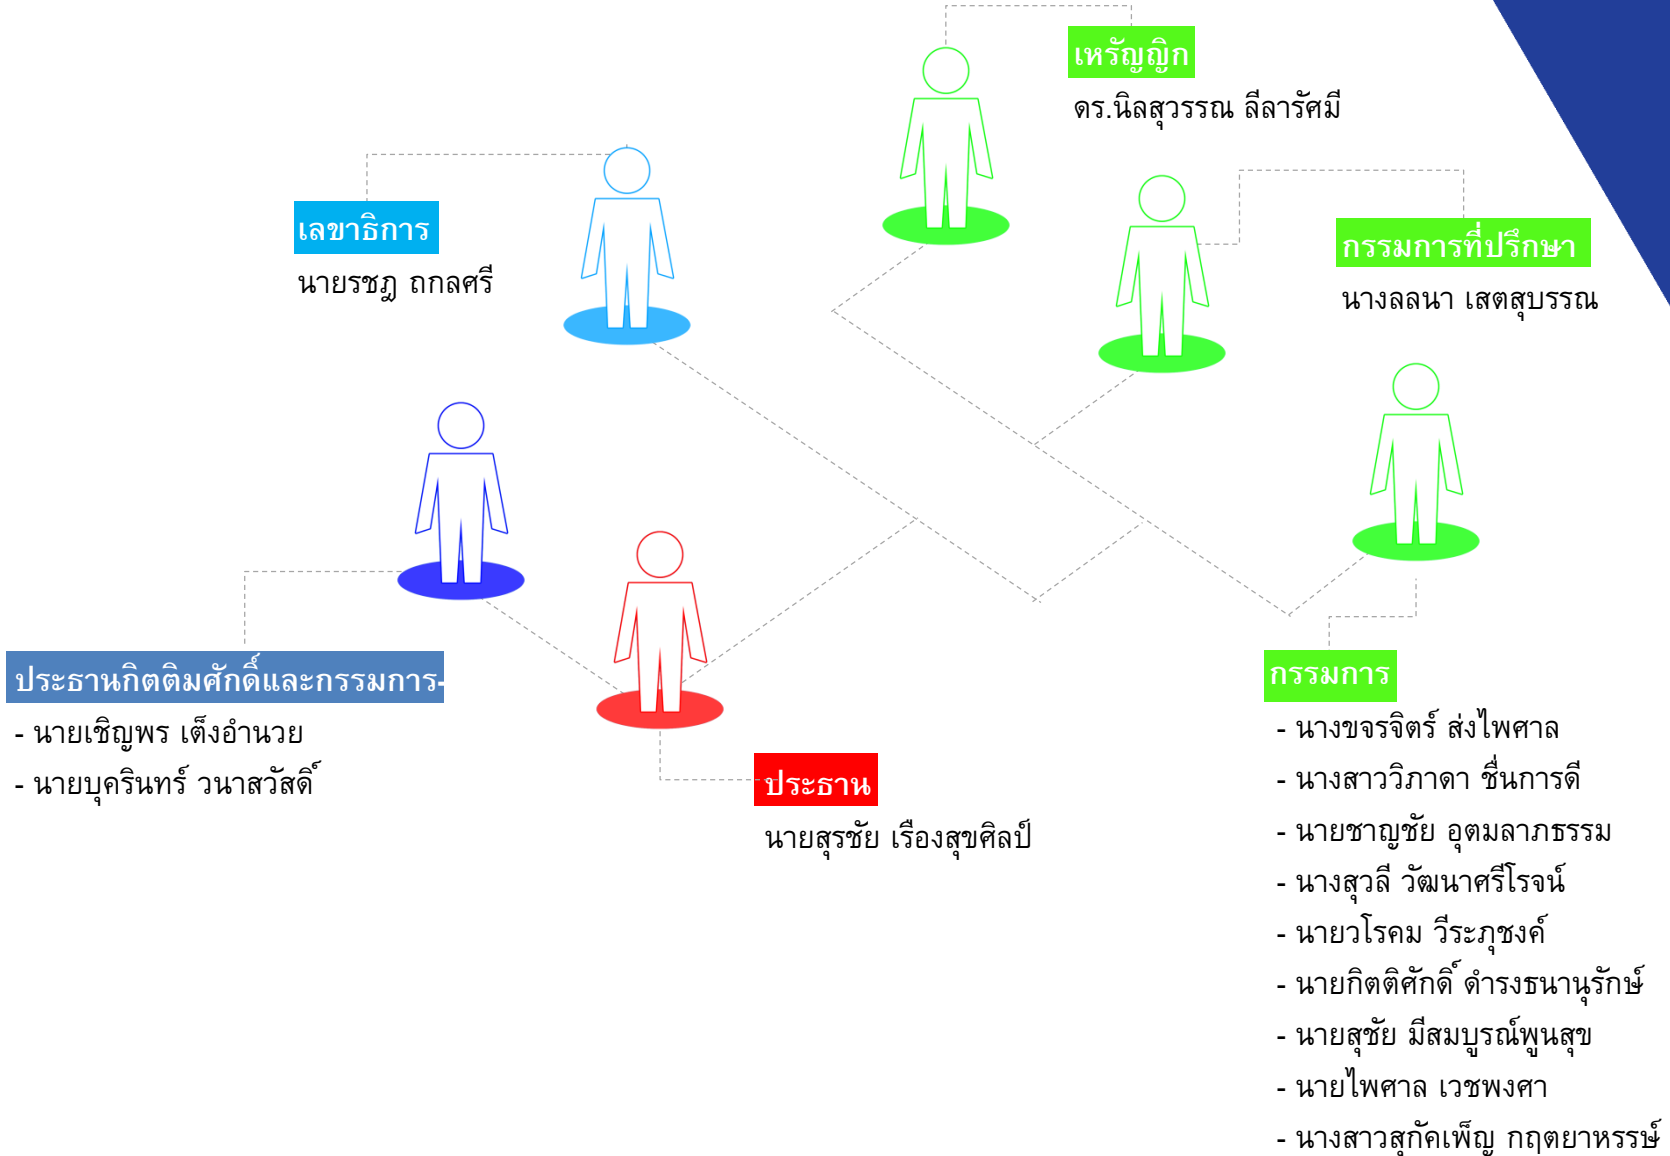 เหรัญญิก
ดร.นิลสุวรรณ ลีลารัศมี
เลขาธิการ
นายรชฎ ถกลศรี
กรรมการที่ปรึกษา
นางลลนา เสตสุบรรณ
ประธานกิตติมศักดิ์และกรรมการ-
- นายเชิญพร เต็งอำนวย
- นายบุครินทร์ วนาสวัสดิ์
ประธาน
นายสุรชัย เรืองสุขศิลป์
กรรมการ
- นางขจรจิตร์ ส่งไพศาล
- นางสาววิภาดา ชื่นการดี
- นายชาญชัย อุตมลาภธรรม
- นางสุวลี วัฒนาศรีโรจน์
- นายวโรคม วีระภุชงค์
- นายกิตติศักดิ์ ดำรงธนานุรักษ์
- นายสุชัย มีสมบูรณ์พูนสุข
- นายไพศาล เวชพงศา
- นางสาวสุกัคเพ็ญ กฤตยาหรรษ์